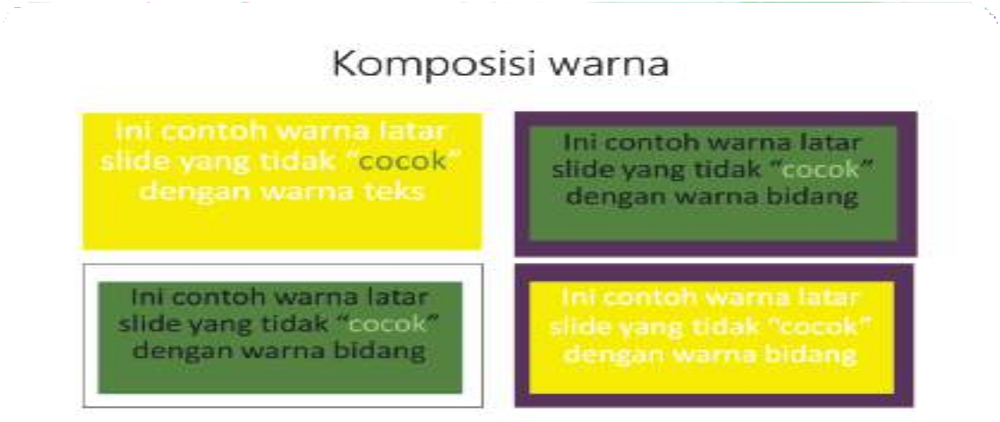 Komposisi warna
Ini contoh warna latar
slide yang tidak “cocok”
dengan warna teks
Ini contoh warna latar
slide yang tidak “cocok”
dengan warna bidang
Ini contoh warna latar
slide yang tidak “cocok”
dengan warna bidang
Ini contoh warna latar
slide yang tidak “cocok”
dengan warna bidang